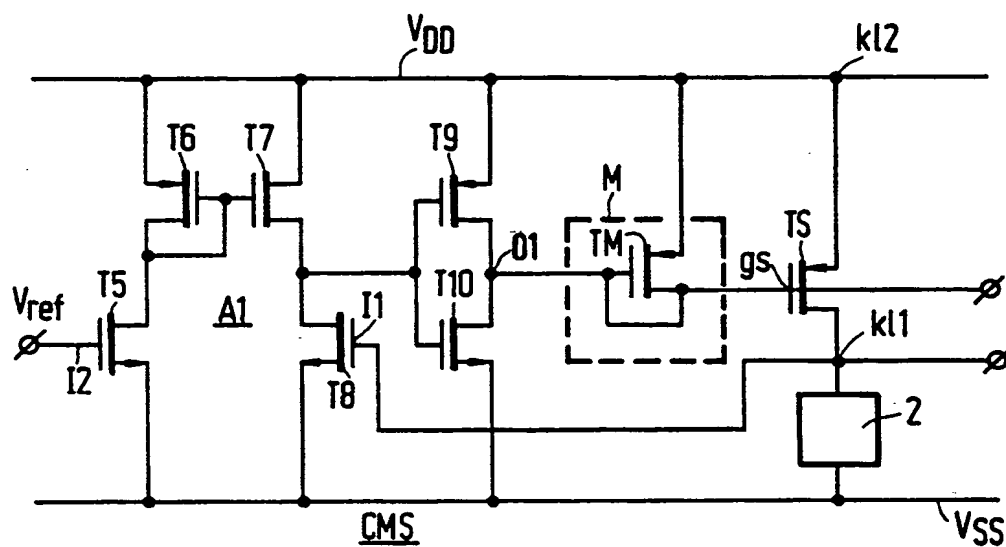 VDD
kl2
T6
T7
T9
M
TM
TS
O1
gs
Vref
T5
A1
T10
I1
kl1
I2
T8
2
CMS
VSS